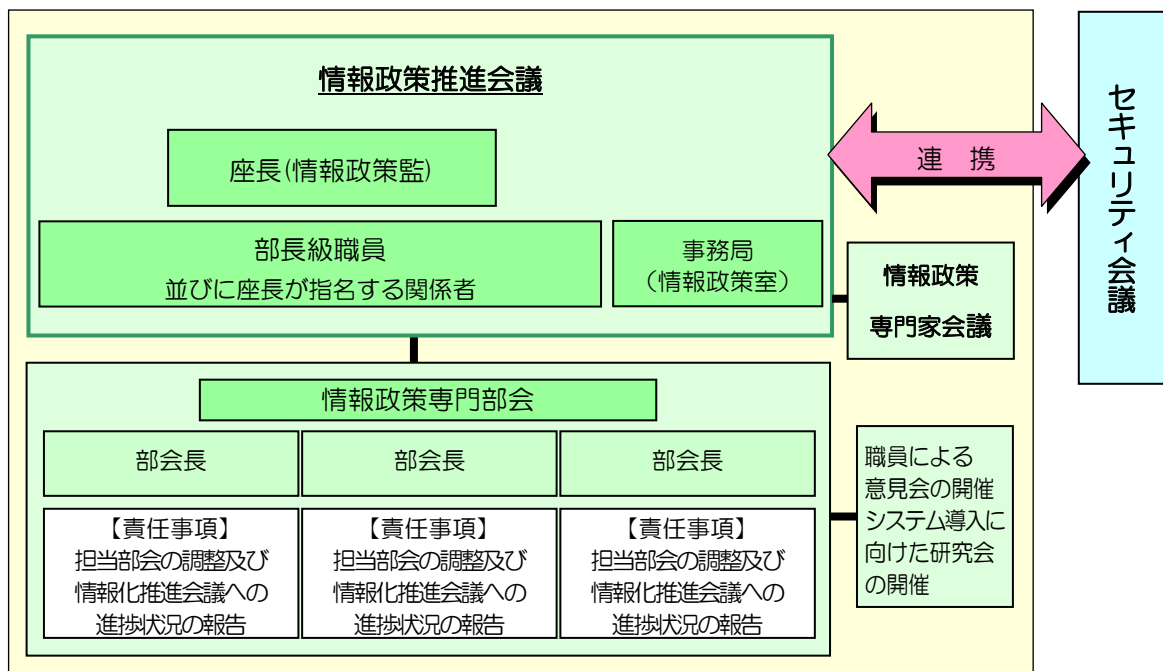 情報政策推進会議
座長(情報政策監)
部長級職員
並びに座長が指名する関係者
事務局
（情報政策室）
連　携
セキュリティ会議
情報政策
専門家会議
情報政策専門部会
部会長
部会長
部会長
【責任事項】
担当部会の調整及び
情報化推進会議への
進捗状況の報告
【責任事項】
担当部会の調整及び
情報化推進会議への
進捗状況の報告
【責任事項】
担当部会の調整及び
情報化推進会議への
進捗状況の報告
職員による
意見会の開催
システム導入に
向けた研究会
の開催